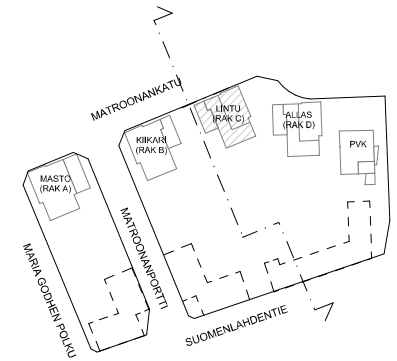 MATROONANKATU
LINTU
(RAK C)
ALLAS
(RAK D)
KIIKARI
(RAK B)
PVK
MASTO
(RAK A)
MATROONANPORTTI
MARIA GODHEN POLKU
SUOMENLAHDENTIE